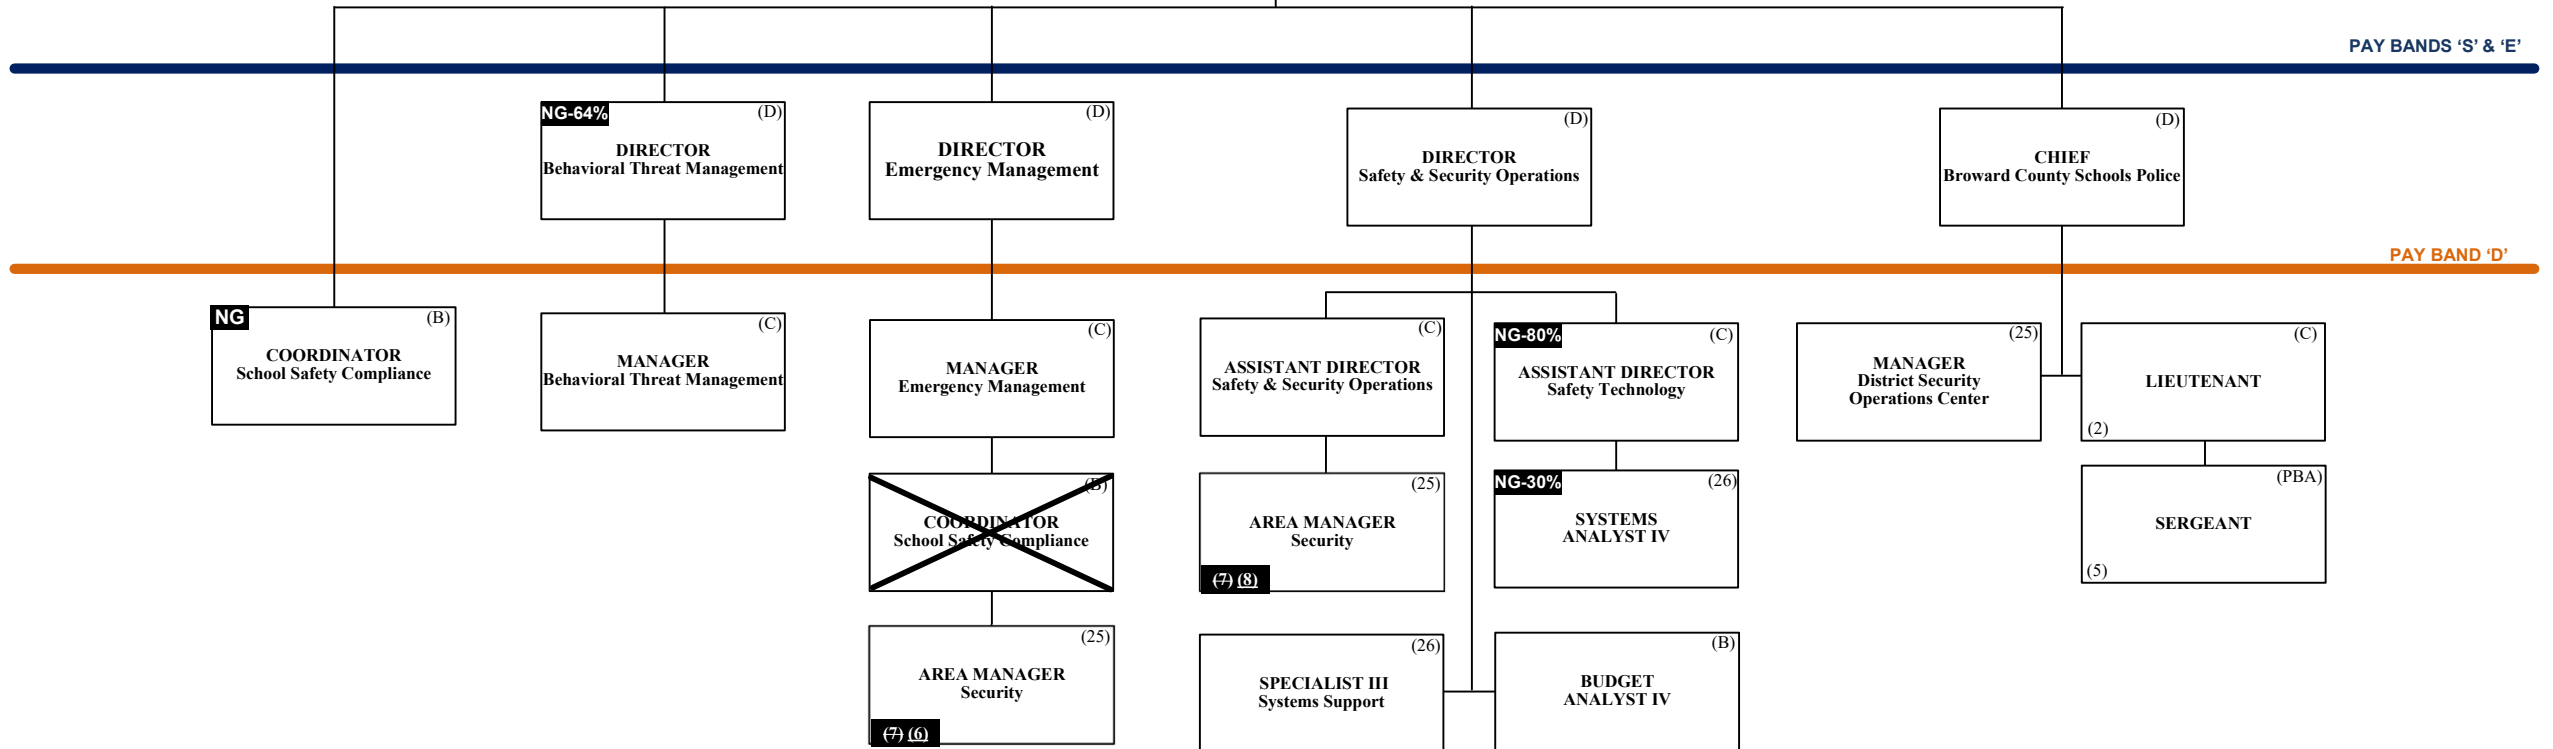 PAY BANDS ‘S’ & ‘E’
NG-64%
(D)
DIRECTOR
Behavioral Threat Management
(D)
DIRECTOR
Emergency Management
(D)
DIRECTOR
Safety & Security Operations
(D)
CHIEF
Broward County Schools Police
PAY BAND ‘D’
NG
(B)
COORDINATOR
School Safety Compliance
(C)
MANAGER
Behavioral Threat Management
(C)
MANAGER
Emergency Management
(C)
ASSISTANT DIRECTOR
Safety & Security Operations
NG-80%
(C)
ASSISTANT DIRECTOR
Safety Technology
(25)
MANAGER
District Security
Operations Center
(C)
LIEUTENANT
(2)
(B)
COORDINATOR
School Safety Compliance
(25)
AREA MANAGER
Security
(7) (8)
NG-30%
(26)
SYSTEMS
ANALYST IV
(PBA)
SERGEANT
(5)
(25)
AREA MANAGER
Security
(7) (6)
(26)
SPECIALIST III
Systems Support
(B)
BUDGET
ANALYST IV